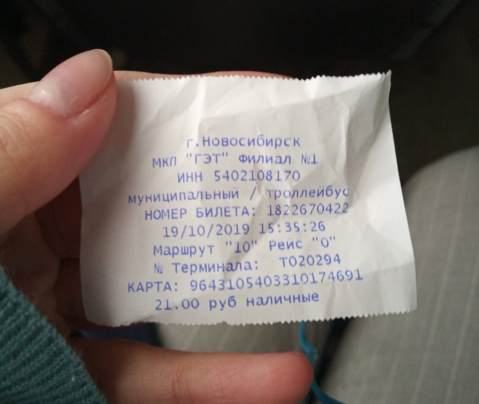 г.Новосибирск
МКП "ГЭТ" Филиал №1
ИНН 5402108170
муниципальный / троллейбус
НОМЕР БИЛЕТА: 1822670422
19/10/2019 15:35:26
Маршрут "10" Рейс "0"
№ Терминала: T020294
КАРТА: 9643105403310174691
21.00 руб наличные